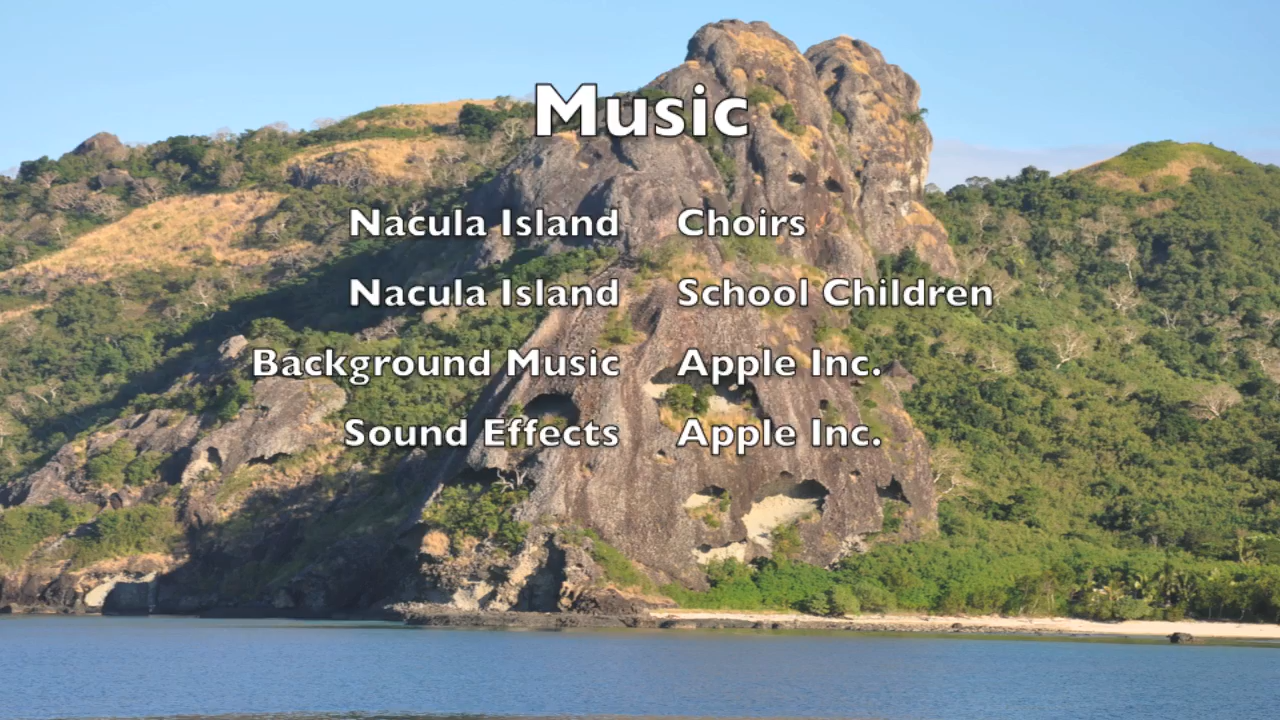 Music
Nacula Island Choirs
Nacula Island School Children
Background Music Apple Inc.
Sound Effects Apple Inc.